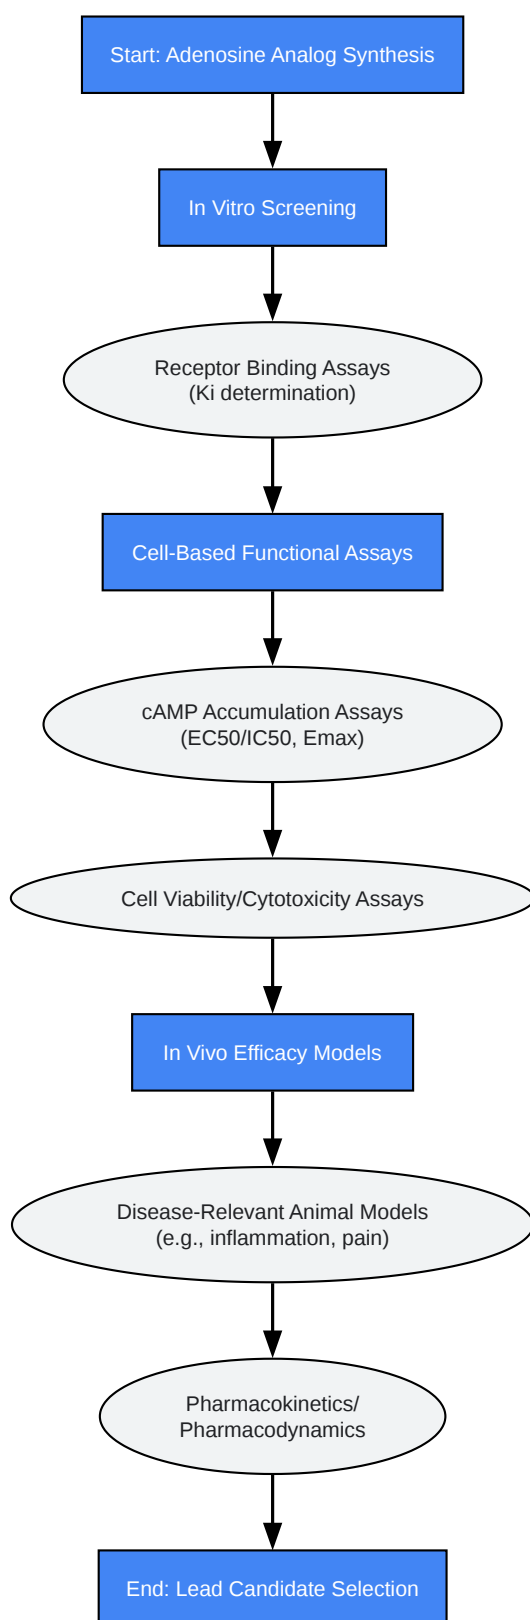 Start: Adenosine Analog Synthesis
In Vitro Screening
Receptor Binding Assays
(Ki determination)
Cell-Based Functional Assays
cAMP Accumulation Assays
(EC50/IC50, Emax)
Cell Viability/Cytotoxicity Assays
In Vivo Efficacy Models
Disease-Relevant Animal Models
(e.g., inflammation, pain)
Pharmacokinetics/
Pharmacodynamics
End: Lead Candidate Selection